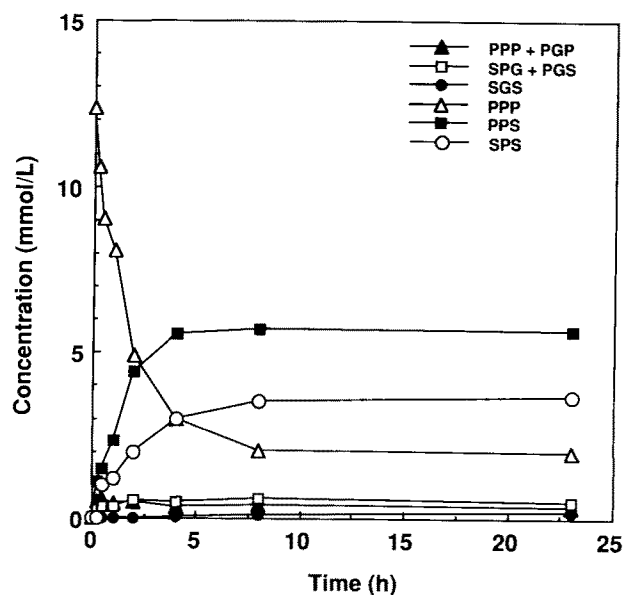 15
10
5
0
0
5
10
15
20
25
Concentration (mmol/L)
Time (h)
PPP + PGP
SPG + PGS
SGS
PPP
PPS
SPS